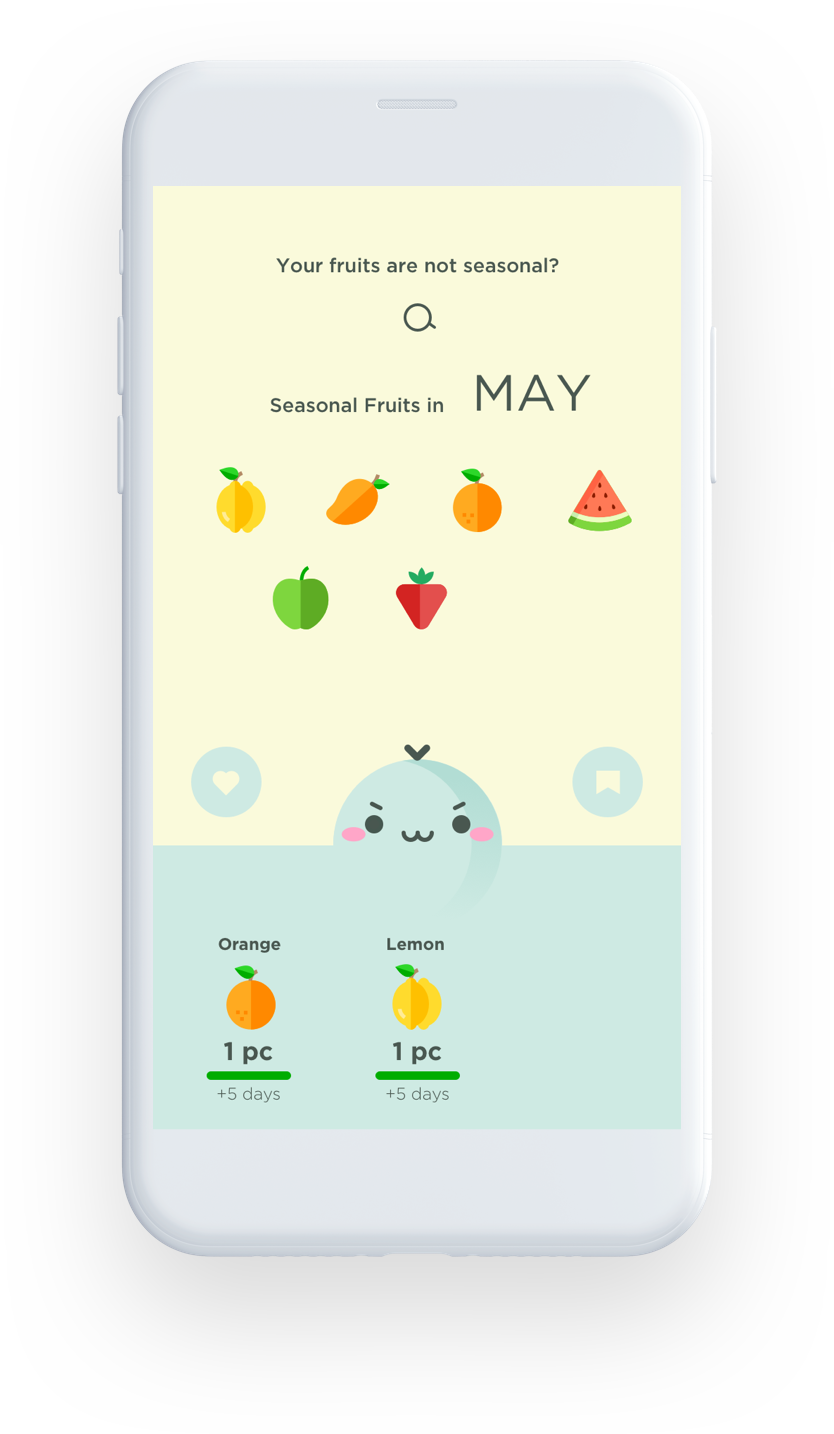 Your fruits are not seasonal?
Seasonal Fruits in MAY
Orange Lemon
1 pc 1 pc
+5 days +5 days